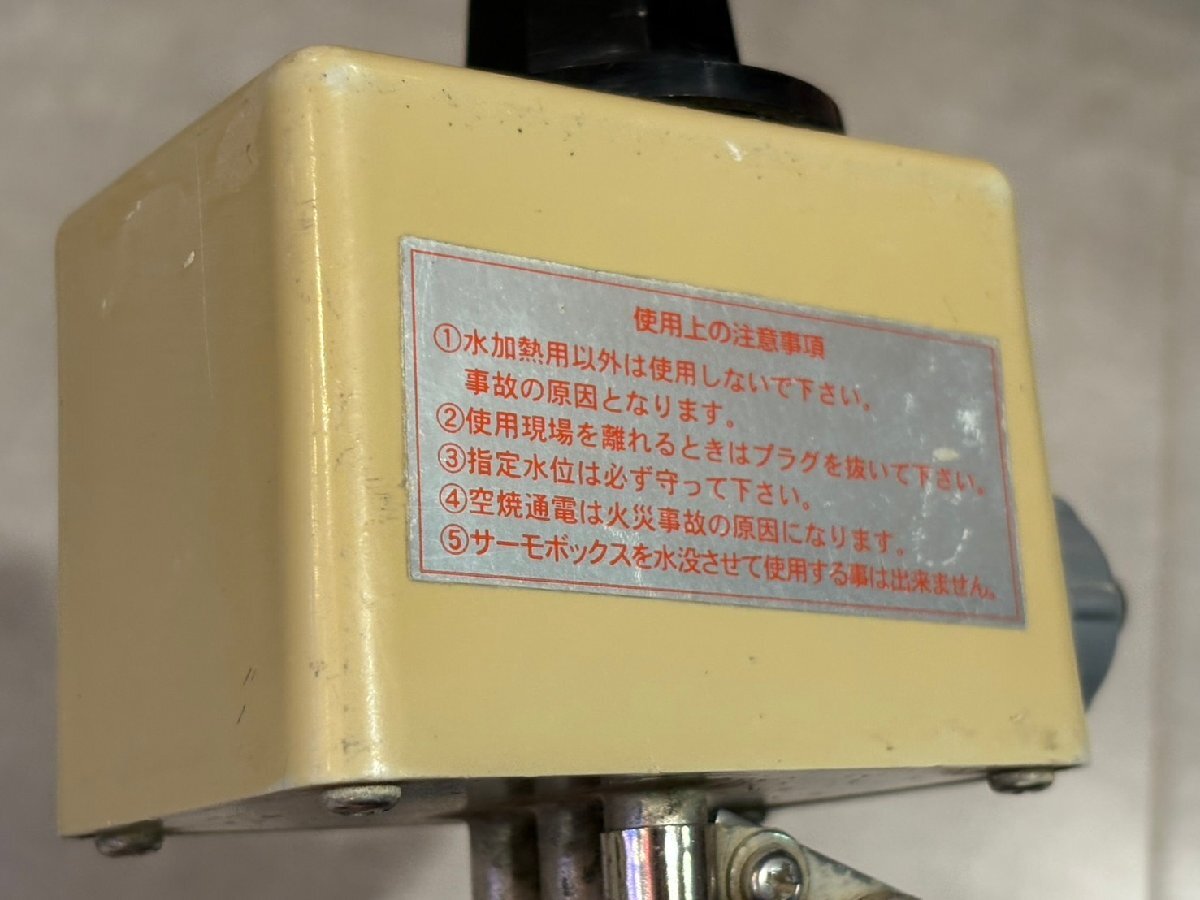 使用上の注意事項
①水加熱用以外は使用しないで下さい。
事故の原因となります。
②使用現場を離れるときはプラグを抜いて下さい。
③指定水位は必ず守って下さい。
④空焼通電は火災事故の原因になります。
⑤サーモボックスを水没させて使用する事は出来ません。